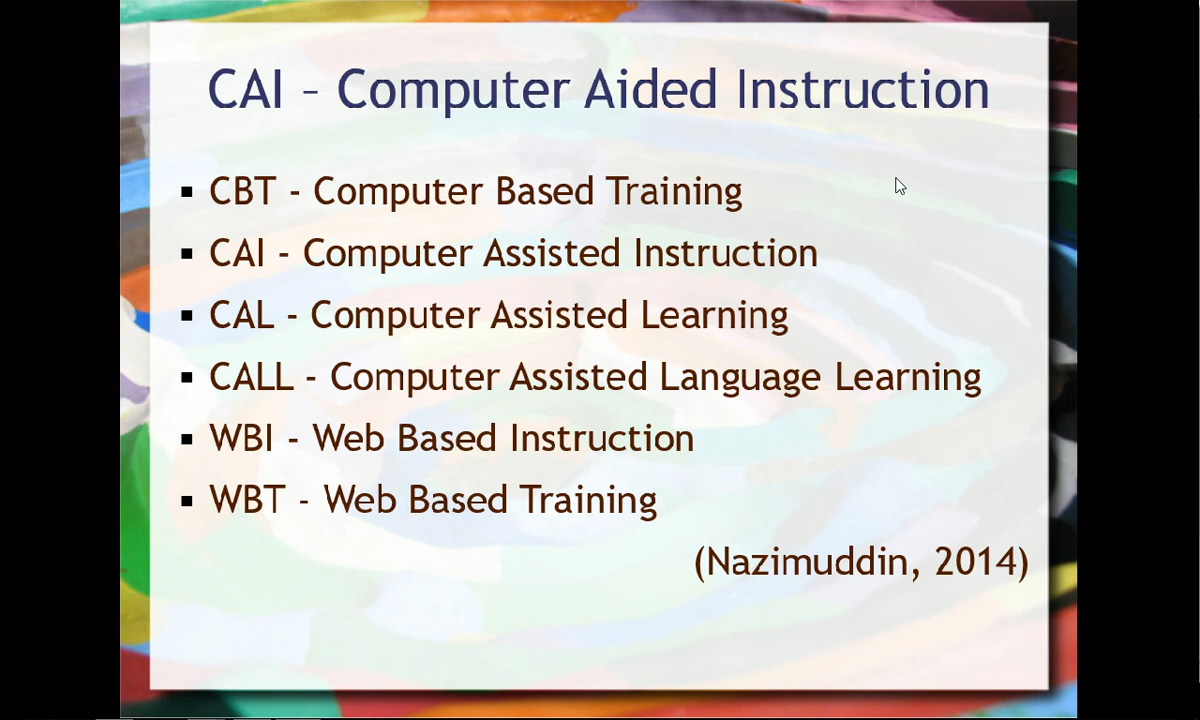 CAI – Computer Aided Instruction
▪ CBT - Computer Based Training
▪ CAI - Computer Assisted Instruction
▪ CAL - Computer Assisted Learning
▪ CALL - Computer Assisted Language Learning
▪ WBI - Web Based Instruction
▪ WBT - Web Based Training
(Nazimuddin, 2014)